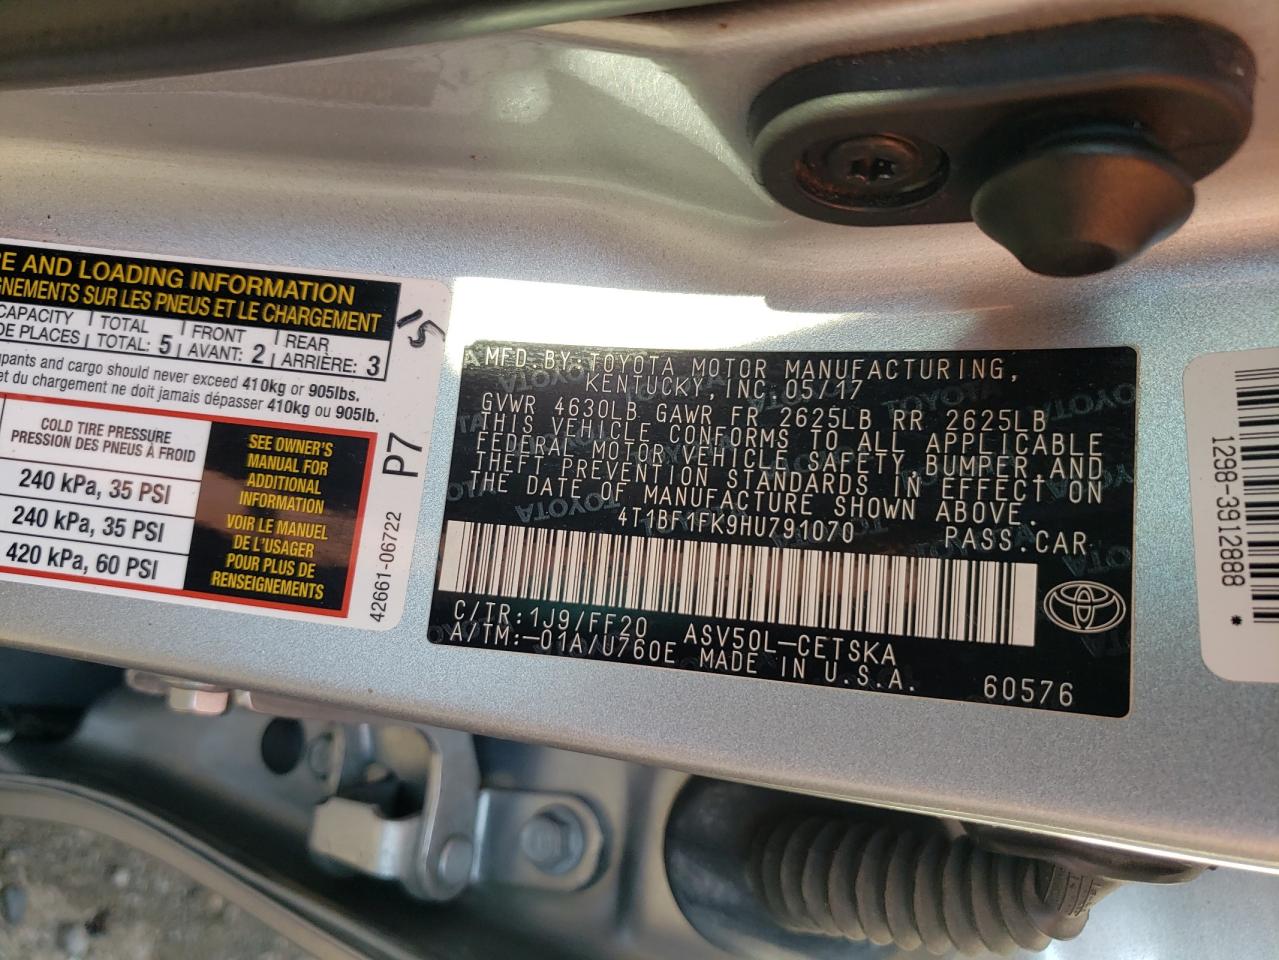 RE AND LOADING INFORMATION
GNEMENTS SUR LES PNEUS ET LE CHARGEMENT
15
CAPACITY TOTAL FRONT REAR
DE PLACES TOTAL: 5 AVANT: 2 ARRIÈRE: 3
upants and cargo should never exceed 410kg or 905lbs.
et du chargement ne doit jamais dépasser 410kg ou 905lb.
COLD TIRE PRESSURE
PRESSION DES PNEUS À FROID
240 kPa, 35 PSI
240 kPa, 35 PSI
420 kPa, 60 PSI
SEE OWNER'S
MANUAL FOR
ADDITIONAL
INFORMATION
VOIR LE MANUEL
DE L'USAGER
POUR PLUS DE
RENSEIGNEMENTS
P7
42661-06722
MFD.BY:TOYOTA MOTOR MANUFACTURING,
KENTUCKY,INC.05/17
GVWR 4630LB GAWR FR 2625LB RR 2625LB
THIS VEHICLE CONFORMS TO ALL APPLICABLE
FEDERAL MOTOR VEHICLE SAFETY BUMPER AND
THEFT PREVENTION STANDARDS IN EFFECT ON
THE DATE OF MANUFACTURE SHOWN ABOVE.
4T1BF1FK9HU791070 PASS.CAR
C/TR:1J9/FF20 ASV50L-CETSKA
A/TM:-01A/U760E MADE IN U.S.A.
60576
1298-3912888 *